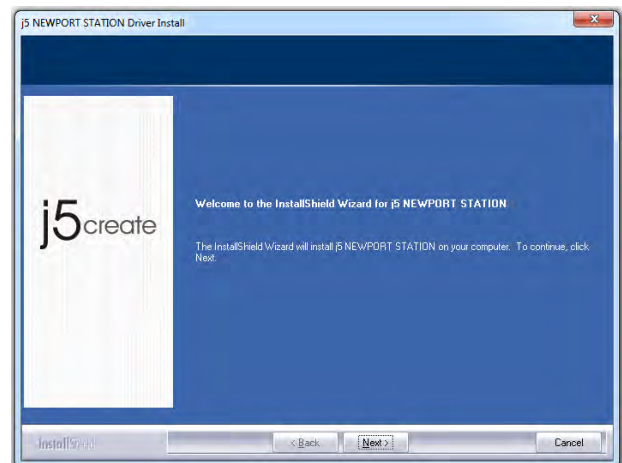 j5 NEWPORT STATION Driver Install
j5create
Welcome to the InstallShield Wizard for j5 NEWPORT STATION
The InstallShield Wizard will install j5 NEWPORT STATION on your computer. To continue, click
Next.
InstallShield
< Back
Next >
Cancel